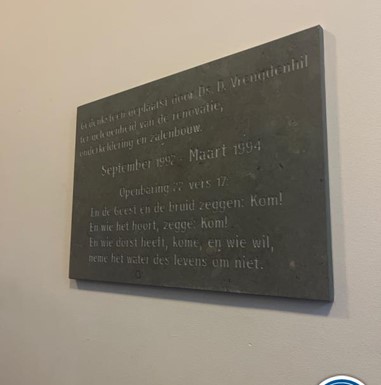 Gedenksteen geplaatst door Ds. D. Vreugdenhil
ter gelegenheid van de renovatie,
onderkeldering en zalenbouw.
September 1992 - Maart 1994
Openbaring 22 vers 17.
En de Geest en de bruid zeggen: Kom!
En wie het hoort, zegge: Kom!
En wie dorst heeft, kome, en wie wil,
neme het water des levens om niet.